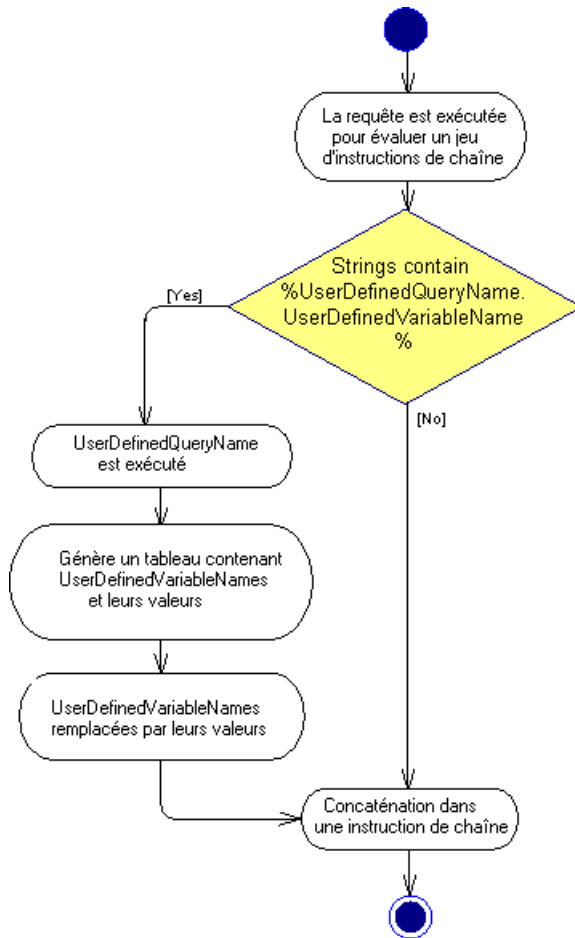 La requête est exécutée
pour évaluer un jeu
d'instructions de chaîne
Strings contain
%UserDefinedQueryName.
UserDefinedVariableName
%
[Yes]
[No]
UserDefinedQueryName
est exécuté
Génère un tableau contenant
UserDefinedVariableNames
et leurs valeurs
UserDefinedVariableNames
remplacées par leurs valeurs
Concaténation dans
une instruction de chaîne